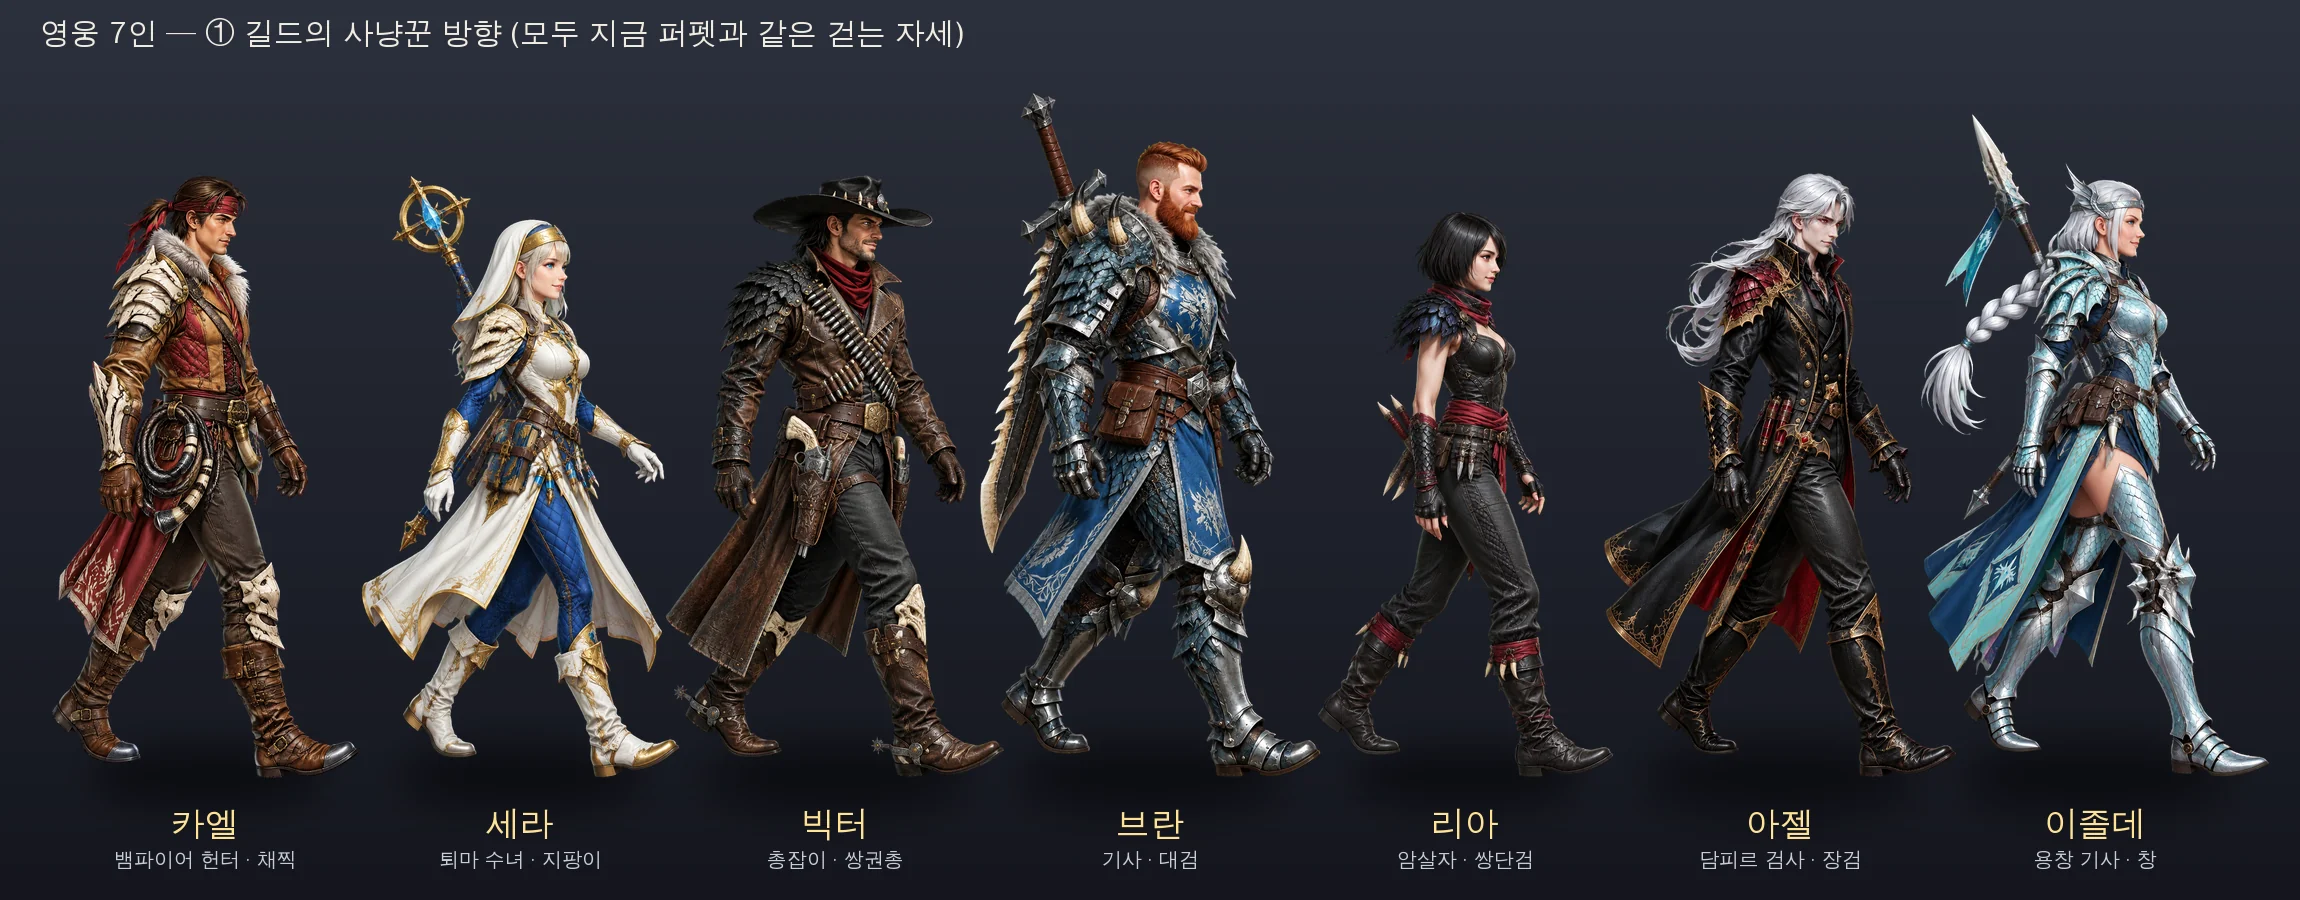 영웅 7인 — ① 길드의 사냥꾼 방향 (모두 지금 퍼펫과 같은 걷는 자세)
카엘
뱀파이어 헌터 · 채찍
세라
퇴마 수녀 · 지팡이
빅터
총잡이 · 쌍권총
브란
기사 · 대검
리아
암살자 · 쌍단검
아젤
담피르 검사 · 장검
이졸데
용창 기사 · 창